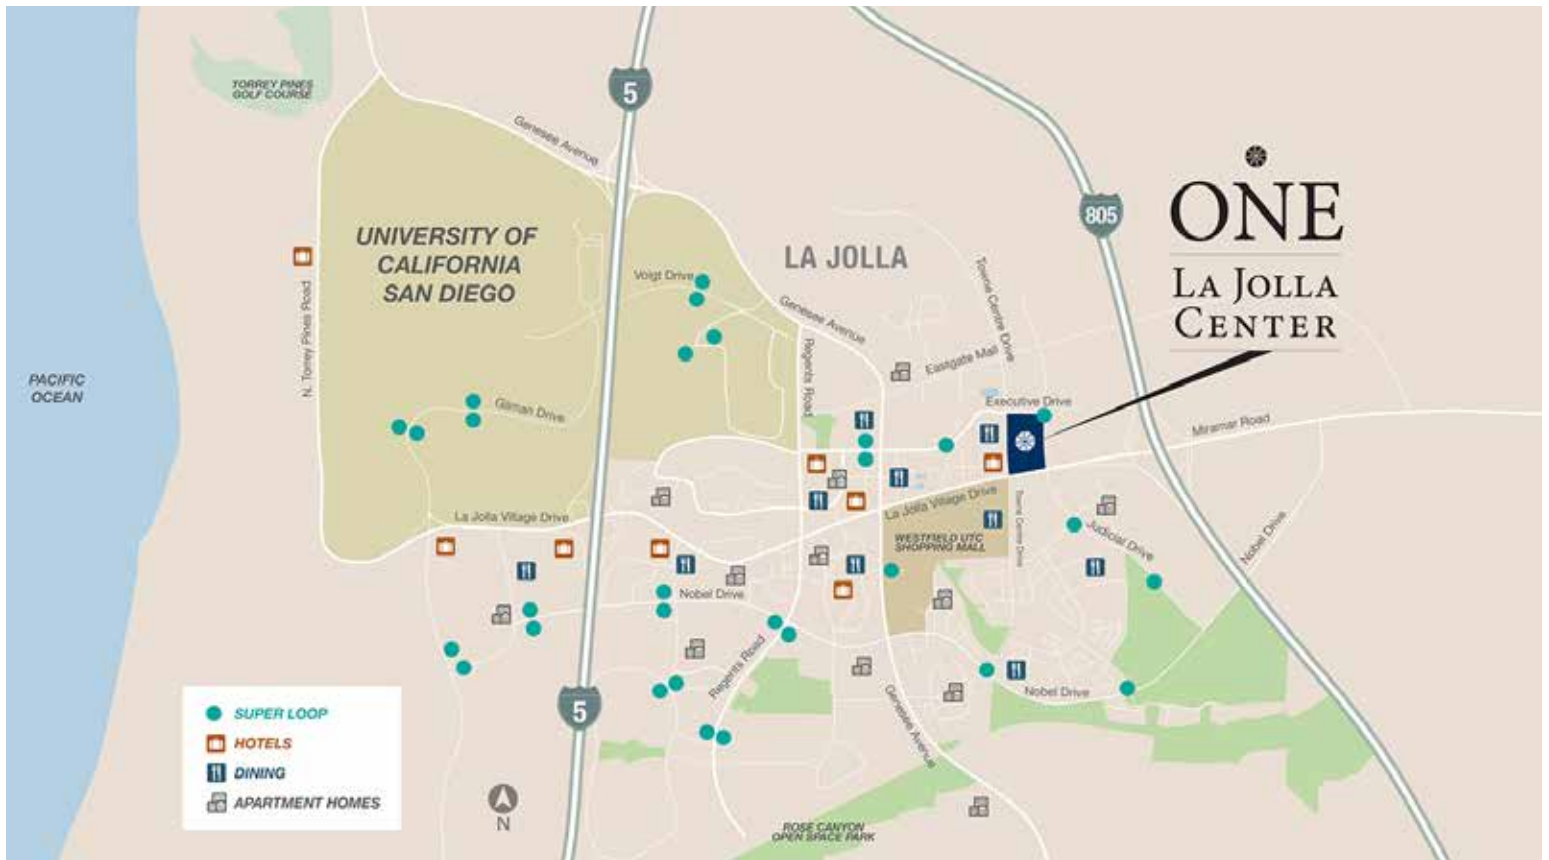 TORREY PINES
GOLF COURSE
5
Genesee Avenue
805
ONE
LA JOLLA
CENTER
UNIVERSITY OF
CALIFORNIA
SAN DIEGO
LA JOLLA
Voigt Drive
Towne Centre Drive
Genesee Avenue
N. Torrey Pines Road
Regents Road
Eastgate Mall
PACIFIC
OCEAN
Executive Drive
Gilman Drive
Miramar Road
La Jolla Village Drive
La Jolla Village Drive
Towne Centre Drive
WESTFIELD UTC
SHOPPING MALL
Judicial Drive
Nobel Drive
Nobel Drive
Regents Road
Nobel Drive
Genesee Avenue
5
SUPER LOOP
HOTELS
DINING
APARTMENT HOMES
N
ROSE CANYON
OPEN SPACE PARK